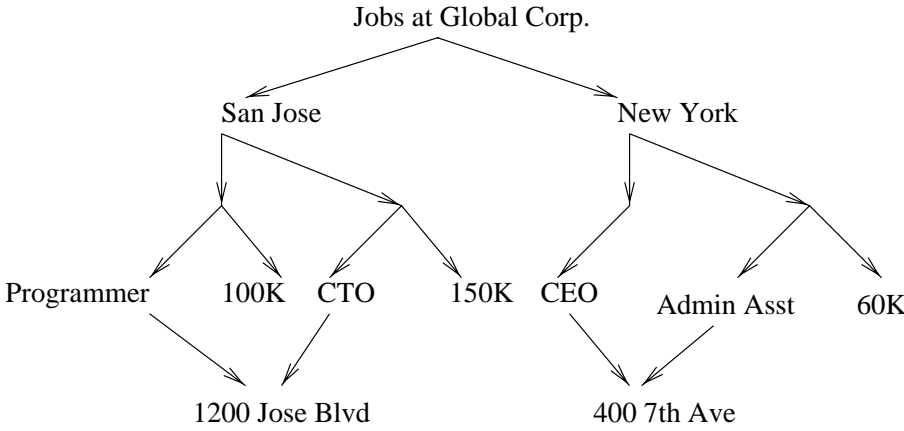 Jobs at Global Corp.
San Jose New York
Programmer 100K CTO 150K CEO Admin Asst 60K
1200 Jose Blvd 400 7th Ave